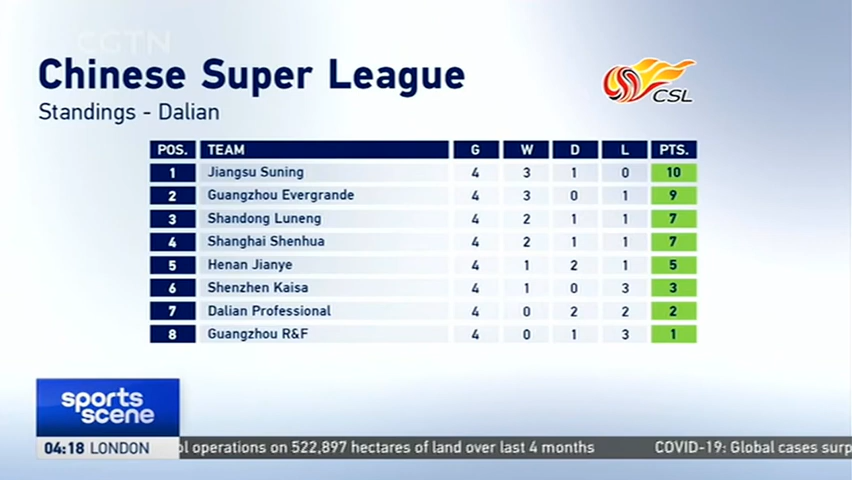 CGTN
Chinese Super League
Standings - Dalian
CSL
POS. TEAM G W D L PTS.
1 Jiangsu Suning 4 3 1 0 10
2 Guangzhou Evergrande 4 3 0 1 9
3 Shandong Luneng 4 2 1 1 7
4 Shanghai Shenhua 4 2 1 1 7
5 Henan Jianye 4 1 2 1 5
6 Shenzhen Kaisa 4 1 0 3 3
7 Dalian Professional 4 0 2 2 2
8 Guangzhou R&F 4 0 1 3 1
sports
scene
04:18 LONDON ol operations on 522,897 hectares of land over last 4 months COVID-19: Global cases surp